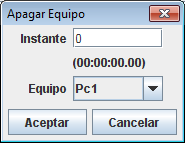 Apagar Equipo
Instante 0
(00:00:00.00)
Equipo Pc1
Aceptar Cancelar